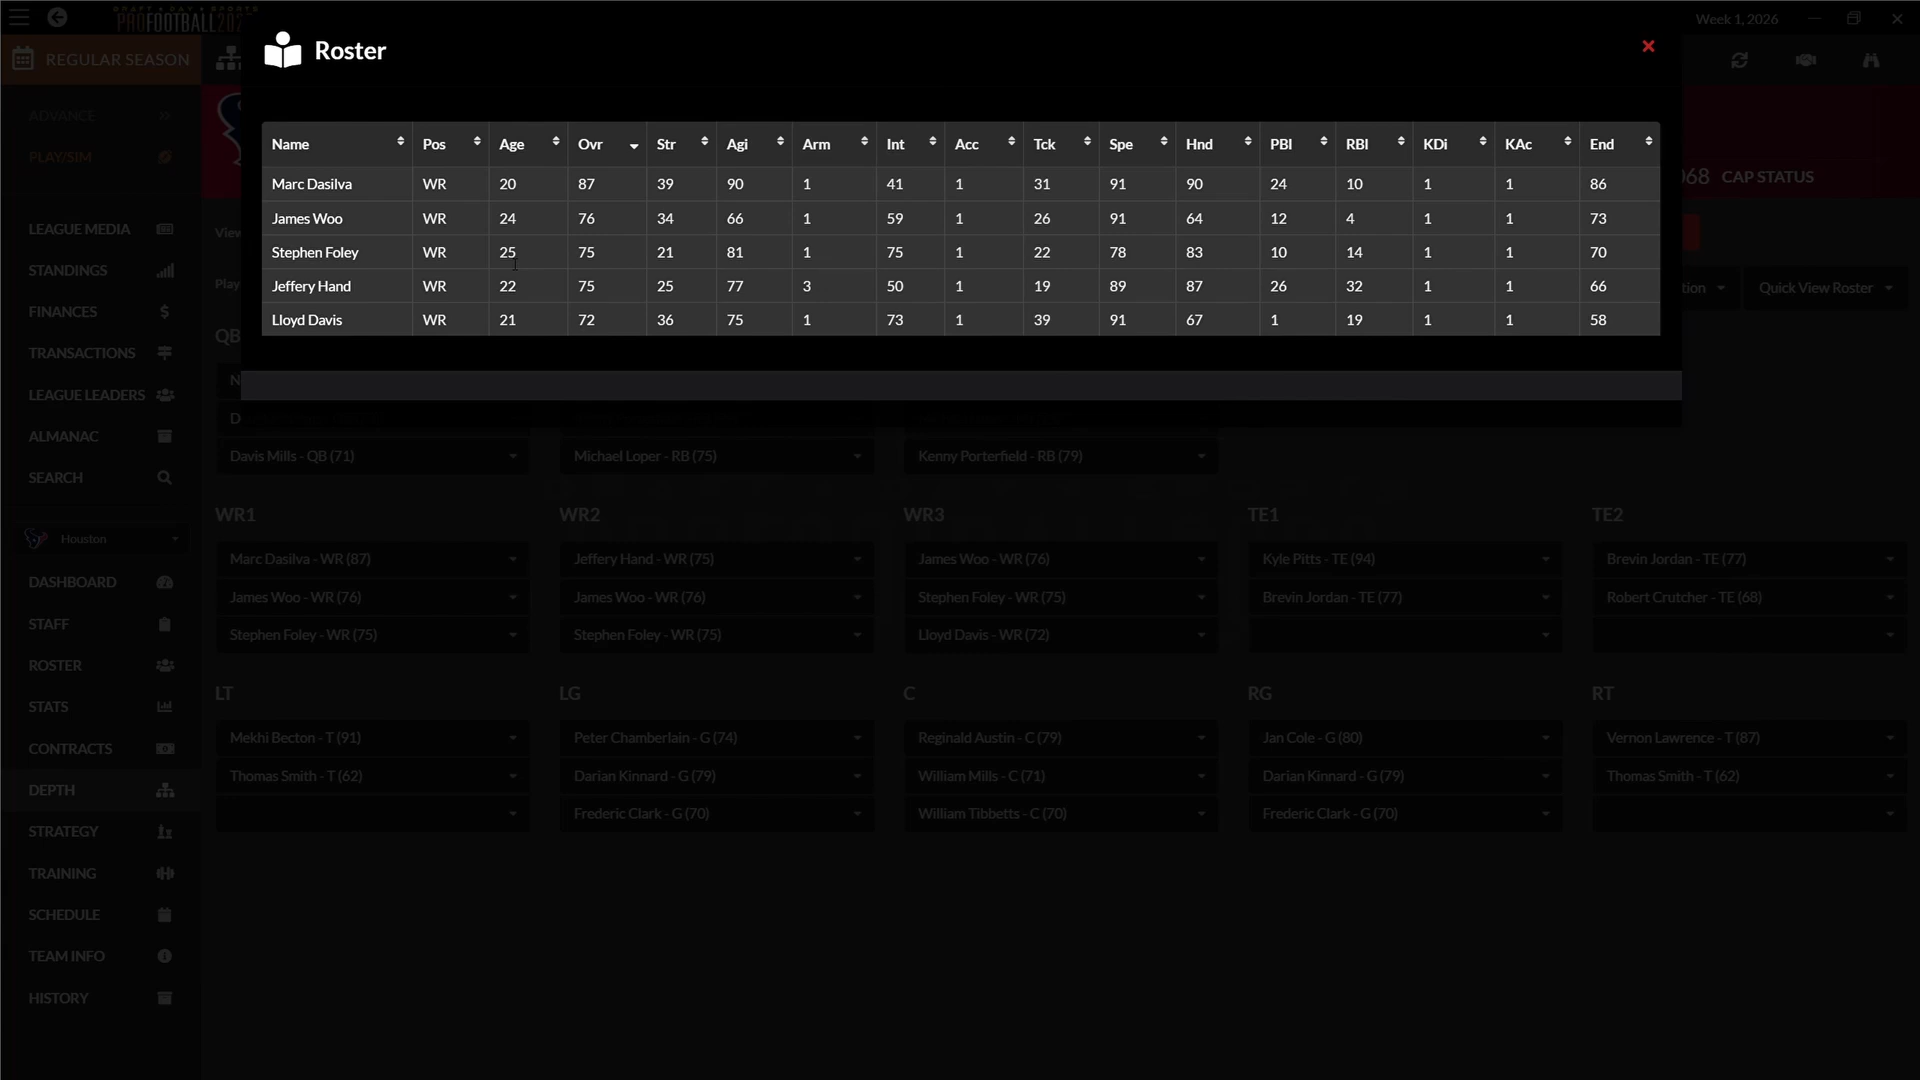 DRAFT • DAY • SPORTS
PROFOOTBALL202
Week 1, 2026
REGULAR SEASON
Roster
ADVANCE
PLAY/SIM
068 CAP STATUS
Name Pos Age Ovr Str Agi Arm Int Acc Tck Spe Hnd PBl RBl KDi KAc End
Marc Dasilva WR 20 87 39 90 1 41 1 31 91 90 24 10 1 1 86
James Woo WR 24 76 34 66 1 59 1 26 91 64 12 4 1 1 73
Stephen Foley WR 25 75 21 81 1 75 1 22 78 83 10 14 1 1 70
Jeffery Hand WR 22 75 25 77 3 50 1 19 89 87 26 32 1 1 66
Lloyd Davis WR 21 72 36 75 1 73 1 39 91 67 1 19 1 1 58
View
Play
tion
Quick View Roster
QB
LEAGUE MEDIA
STANDINGS
FINANCES
TRANSACTIONS
LEAGUE LEADERS
ALMANAC
SEARCH
Houston
DASHBOARD
STAFF
ROSTER
STATS
CONTRACTS
DEPTH
STRATEGY
TRAINING
SCHEDULE
TEAM INFO
HISTORY
Davis Mills - QB (71) Michael Loper - RB (75) Kenny Porterfield - RB (79)
WR1 WR2 WR3 TE1 TE2
Marc Dasilva - WR (87) Jeffery Hand - WR (75) James Woo - WR (76) Kyle Pitts - TE (94) Brevin Jordan - TE (77)
James Woo - WR (76) James Woo - WR (76) Stephen Foley - WR (75) Brevin Jordan - TE (77) Robert Crutcher - TE (68)
Stephen Foley - WR (75) Stephen Foley - WR (75) Lloyd Davis - WR (72)
LT LG C RG RT
Mekhi Becton - T (91) Peter Chamberlain - G (74) Reginald Austin - C (79) Jan Cole - G (80) Vernon Lawrence - T (87)
Thomas Smith - T (62) Darian Kinnard - G (79) William Mills - C (71) Darian Kinnard - G (79) Thomas Smith - T (62)
Frederic Clark - G (70) William Tibbetts - C (70) Frederic Clark - G (70)